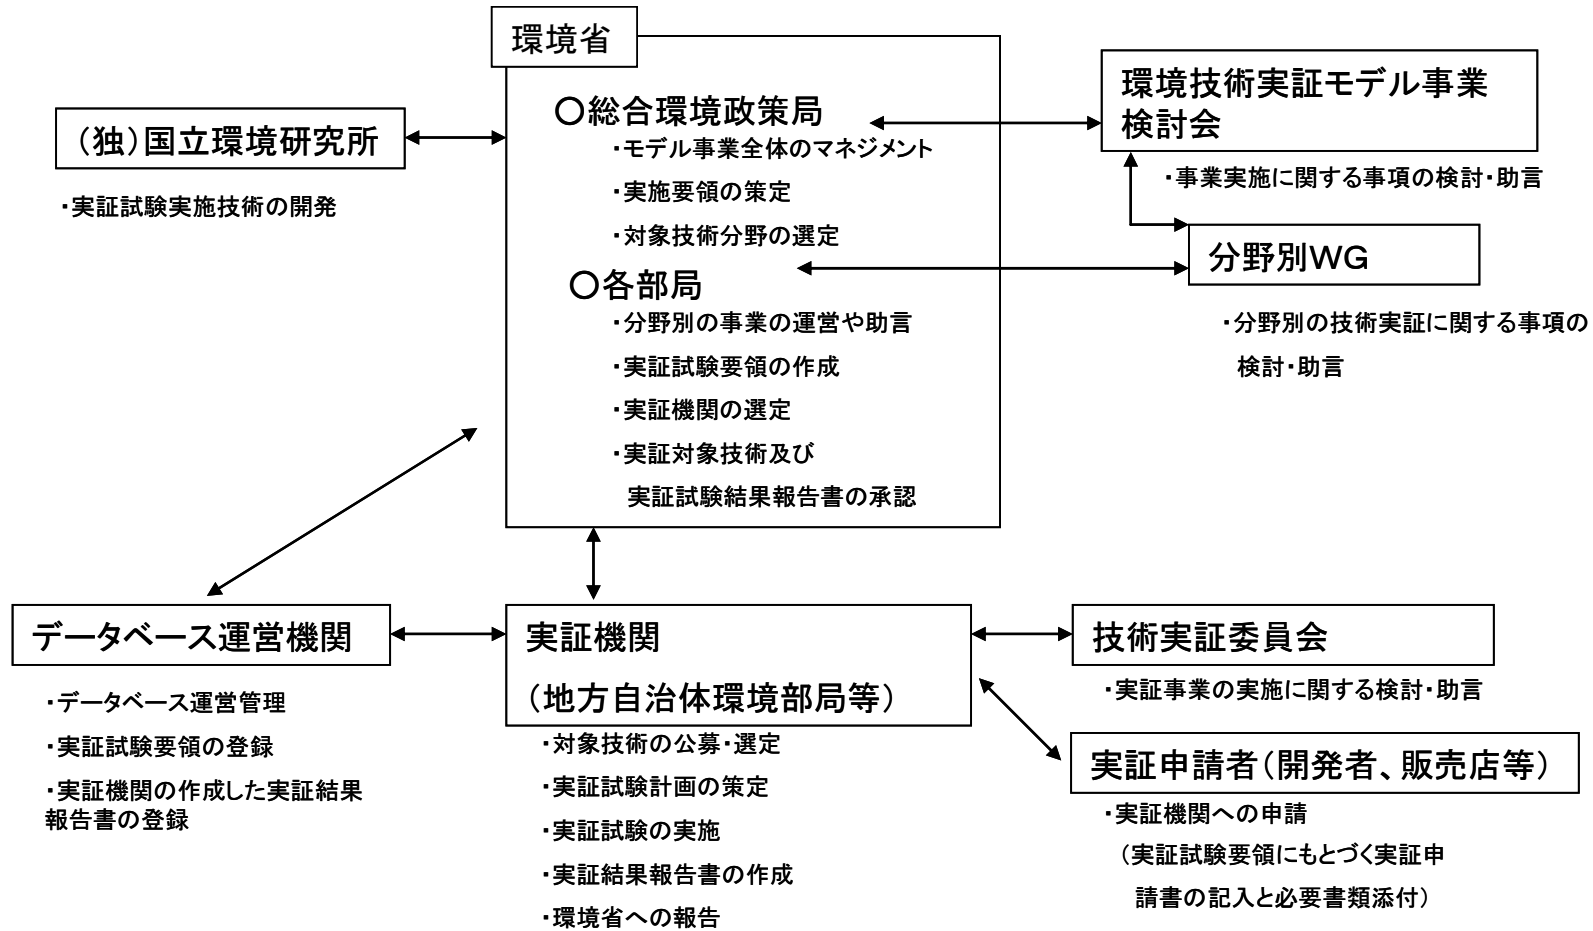 環境省
○総合環境政策局
・モデル事業全体のマネジメント
・実施要領の策定
・対象技術分野の選定
○各部局
・分野別の事業の運営や助言
・実証試験要領の作成
・実証機関の選定
・実証対象技術及び
実証試験結果報告書の承認
（独）国立環境研究所
・実証試験実施技術の開発
環境技術実証モデル事業
検討会
・事業実施に関する事項の検討・助言
分野別WG
・分野別の技術実証に関する事項の
検討・助言
データベース運営機関
・データベース運営管理
・実証試験要領の登録
・実証機関の作成した実証結果
報告書の登録
実証機関
（地方自治体環境部局等）
・対象技術の公募・選定
・実証試験計画の策定
・実証試験の実施
・実証結果報告書の作成
・環境省への報告
技術実証委員会
・実証事業の実施に関する検討・助言
実証申請者（開発者、販売店等）
・実証機関への申請
（実証試験要領にもとづく実証申
請書の記入と必要書類添付）